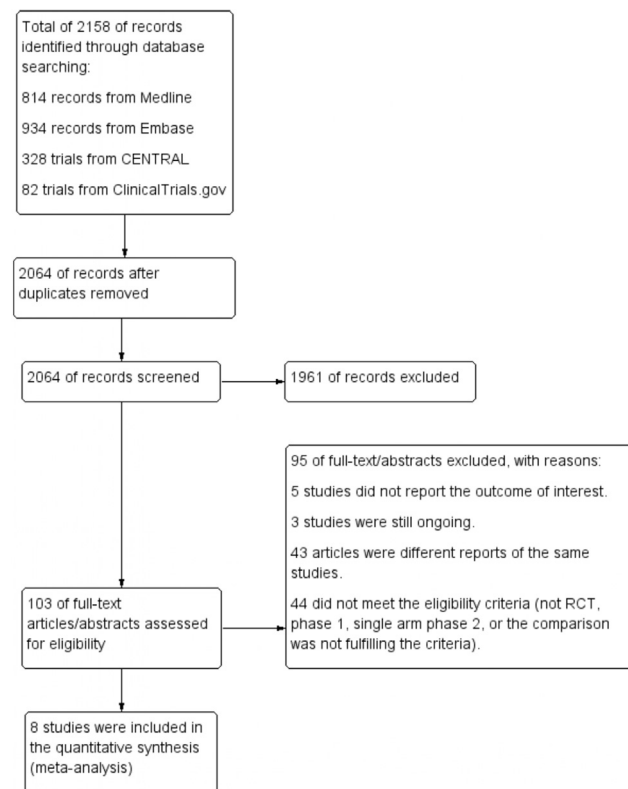 Total of 2158 of records
identified through database
searching:
814 records from Medline
934 records from Embase
328 trials from CENTRAL
82 trials from ClinicalTrials.gov
2064 of records after
duplicates removed
2064 of records screened
1961 of records excluded
95 of full-text/abstracts excluded, with reasons:
5 studies did not report the outcome of interest.
3 studies were still ongoing.
43 articles were different reports of the same
studies.
44 did not meet the eligibility criteria (not RCT,
phase 1, single arm phase 2, or the comparison
was not fulfilling the criteria).
103 of full-text
articles/abstracts assessed
for eligibility
8 studies were included in
the quantitative synthesis
(meta-analysis)